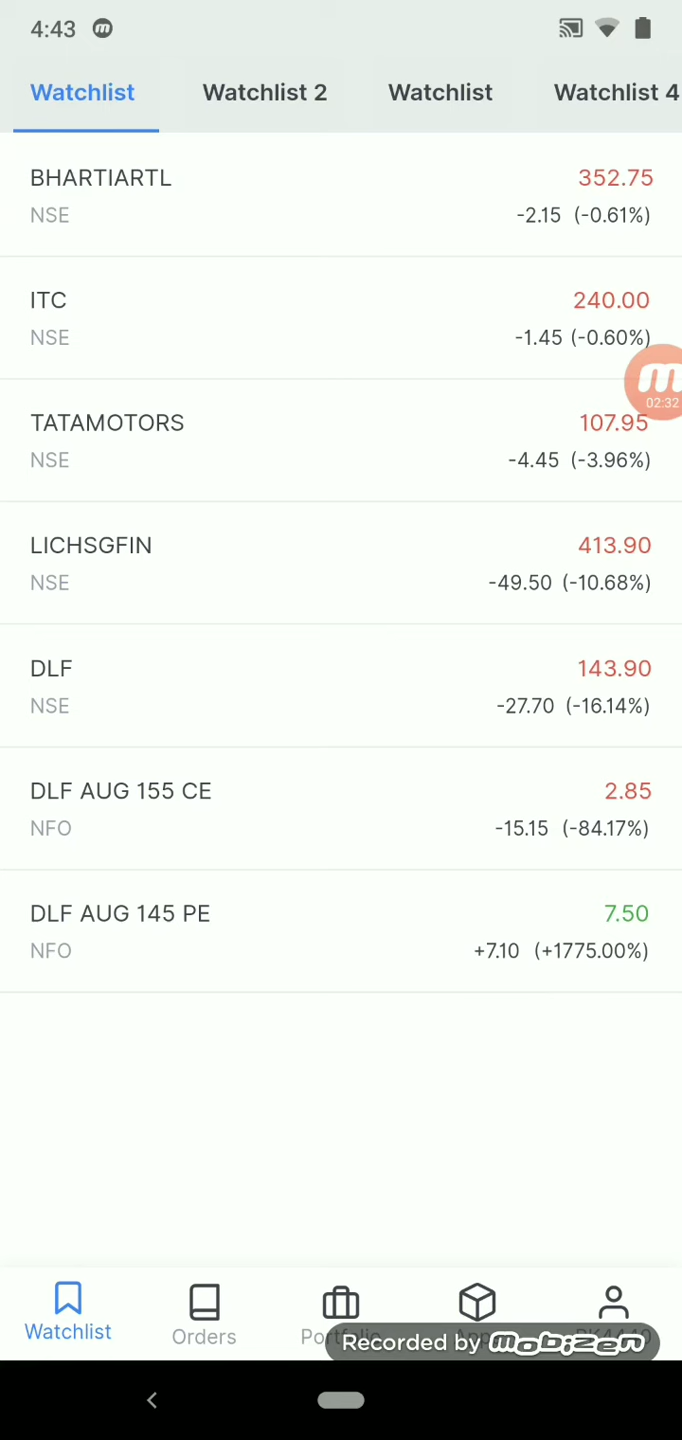 4:43
Watchlist Watchlist 2 Watchlist Watchlist 4
BHARTIARTL 352.75
NSE -2.15 (-0.61%)
ITC 240.00
NSE -1.45 (-0.60%)
02:32
TATAMOTORS 107.95
NSE -4.45 (-3.96%)
LICHSGFIN 413.90
NSE -49.50 (-10.68%)
DLF 143.90
NSE -27.70 (-16.14%)
DLF AUG 155 CE 2.85
NFO -15.15 (-84.17%)
DLF AUG 145 PE 7.50
NFO +7.10 (+1775.00%)
Watchlist Orders
Recorded by mobizen